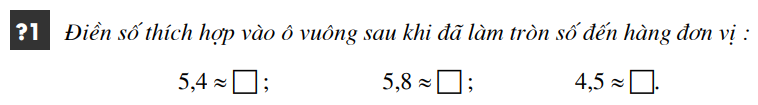 ?1 Điền số thích hợp vào ô vuông sau khi đã làm tròn số đến hàng đơn vị :
5,4 ≈ □ ; 5,8 ≈ □ ; 4,5 ≈ □.